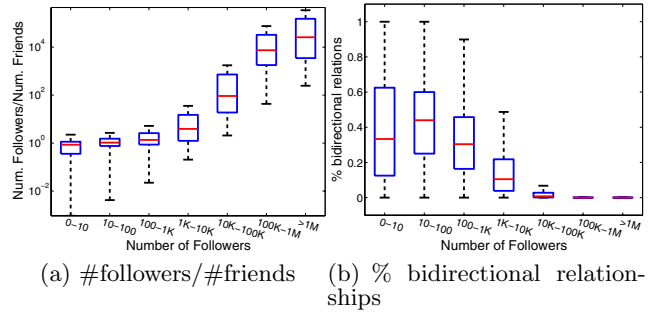 Num. Followers/Num. Friends
10^4
10^2
10^0
10^-2
0-10
10-100
100-1K
1K-10K
10K-100K
100K-1M
>1M
Number of Followers
(a) #followers/#friends
% bidirectional relations
1
0.8
0.6
0.4
0.2
0
0-10
10-100
100-1K
1K-10K
10K-100K
100K-1M
>1M
Number of Followers
(b) % bidirectional relation-
ships